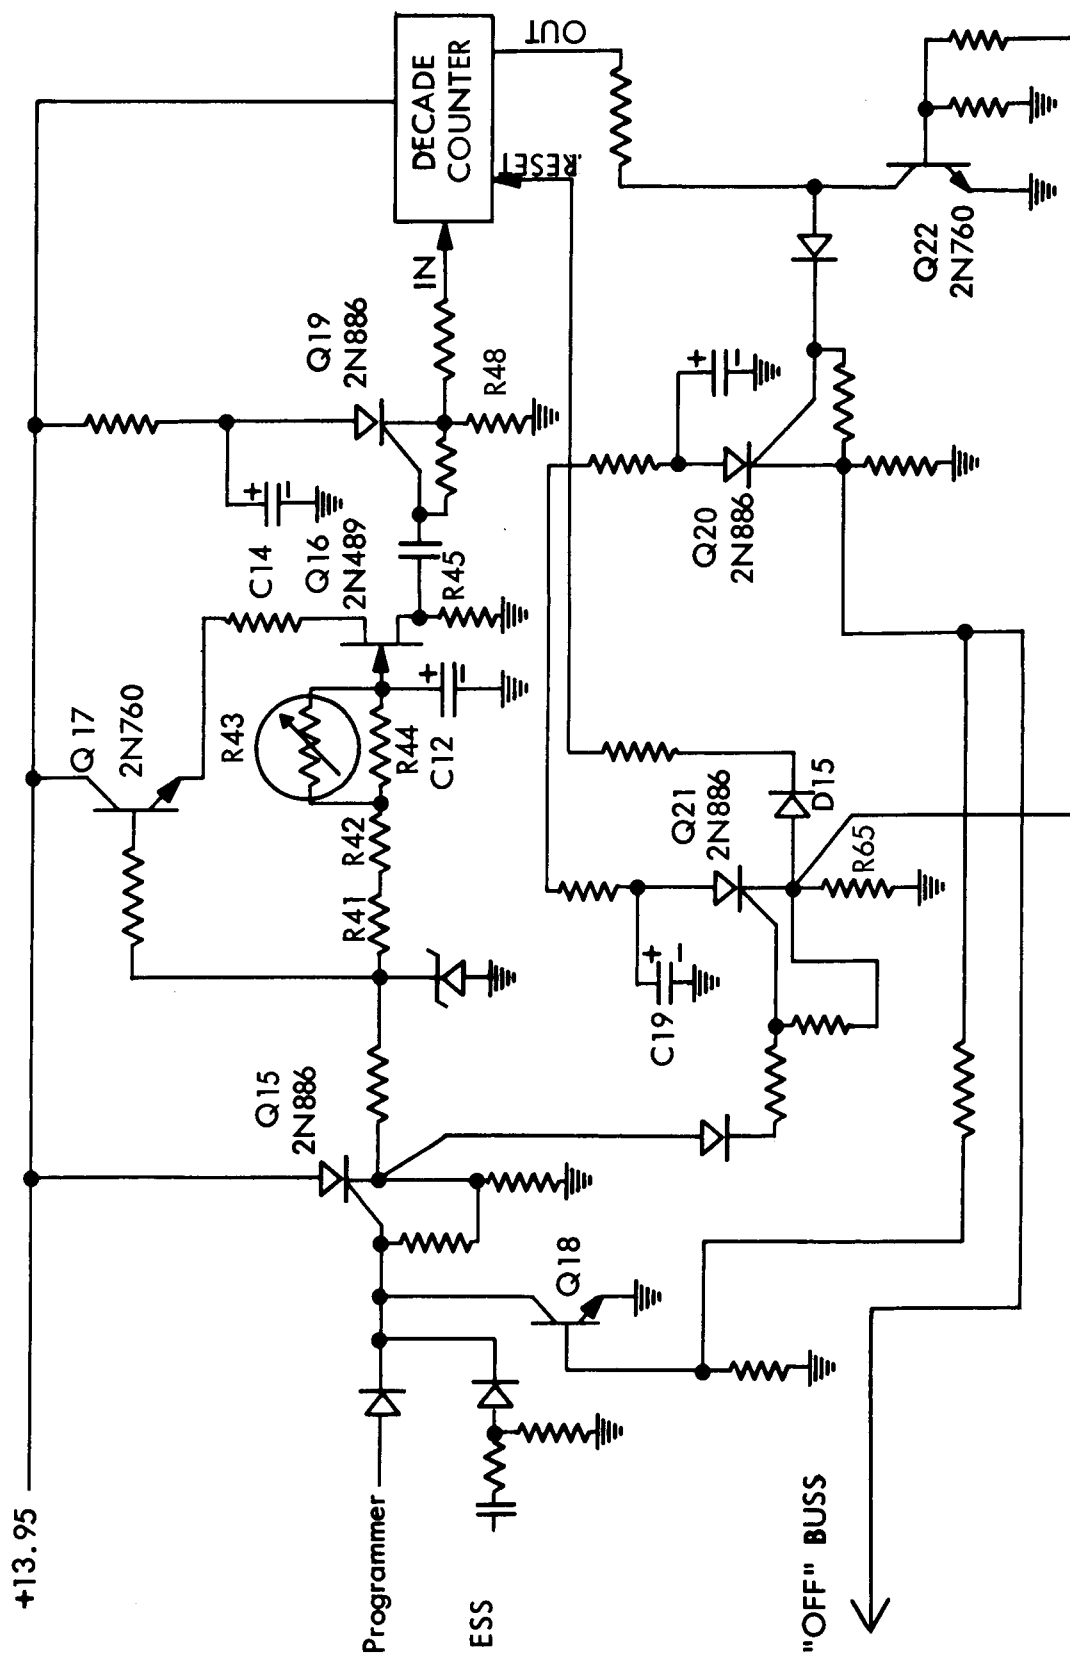 +13.95
Programmer
ESS
"OFF" BUSS
Q15
2N886
Q18
Q17
2N760
R41
R42
R43
R44
C12
C14
Q16
2N489
R45
Q19
2N886
R48
IN
DECADE
COUNTER
OUT
RESET
C19
Q21
2N886
D15
R65
Q20
2N886
Q22
2N760